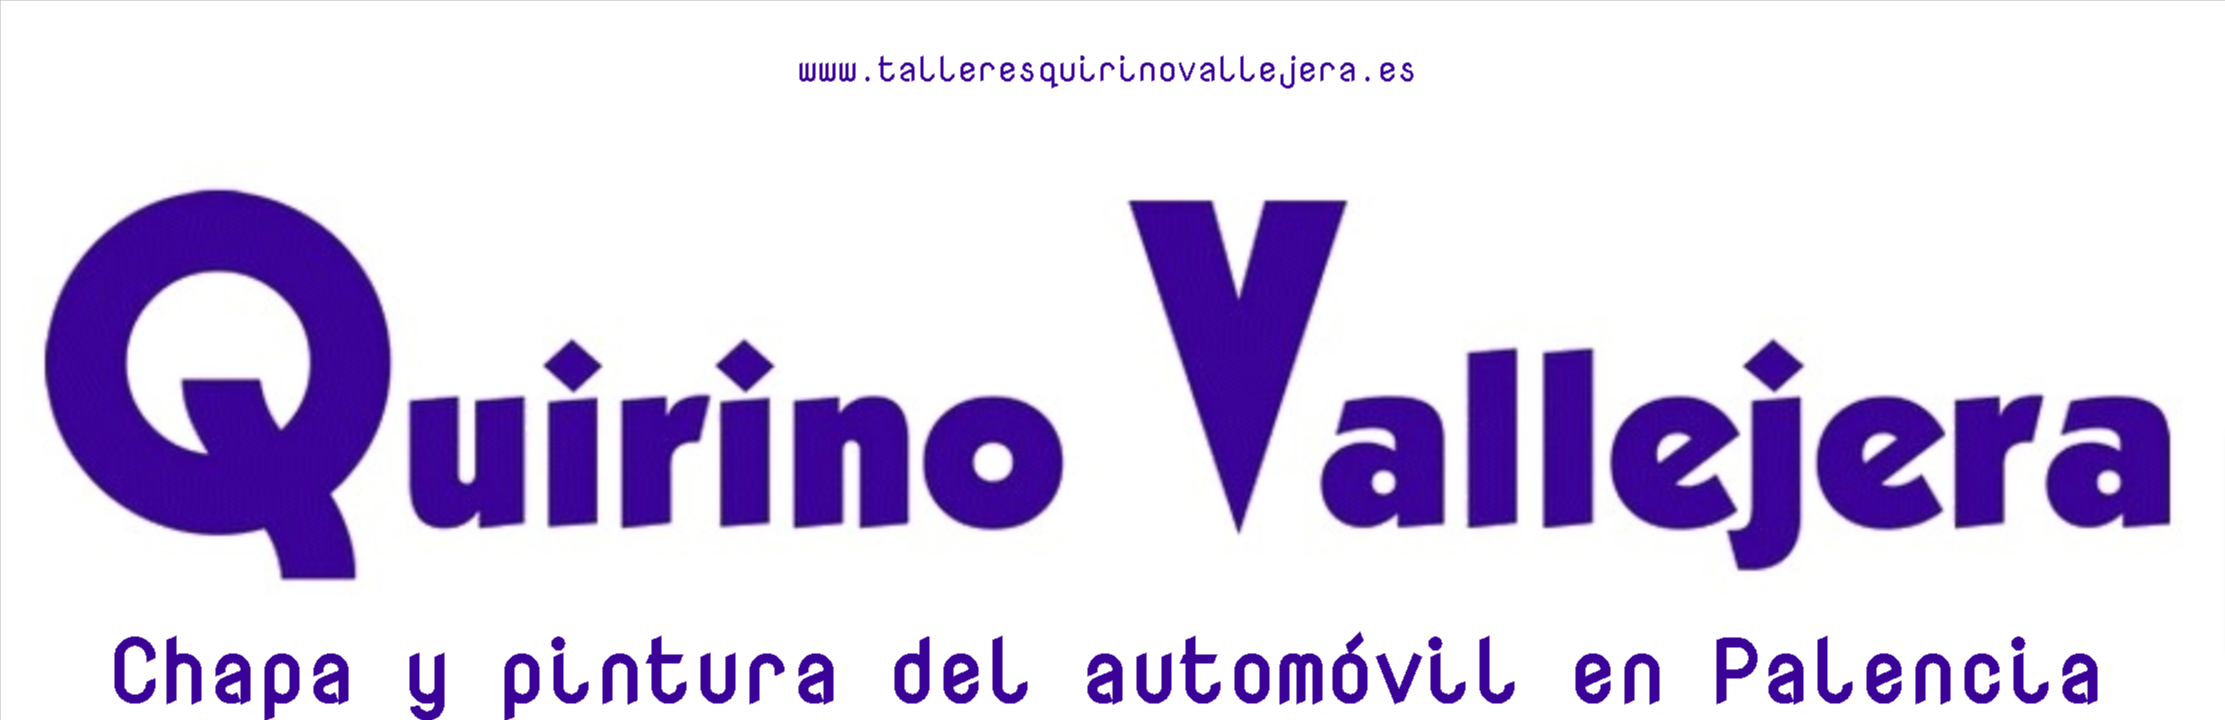 www.talleresquirinovallejera.es
Quirino Vallejera
Chapa y pintura del automóvil en Palencia